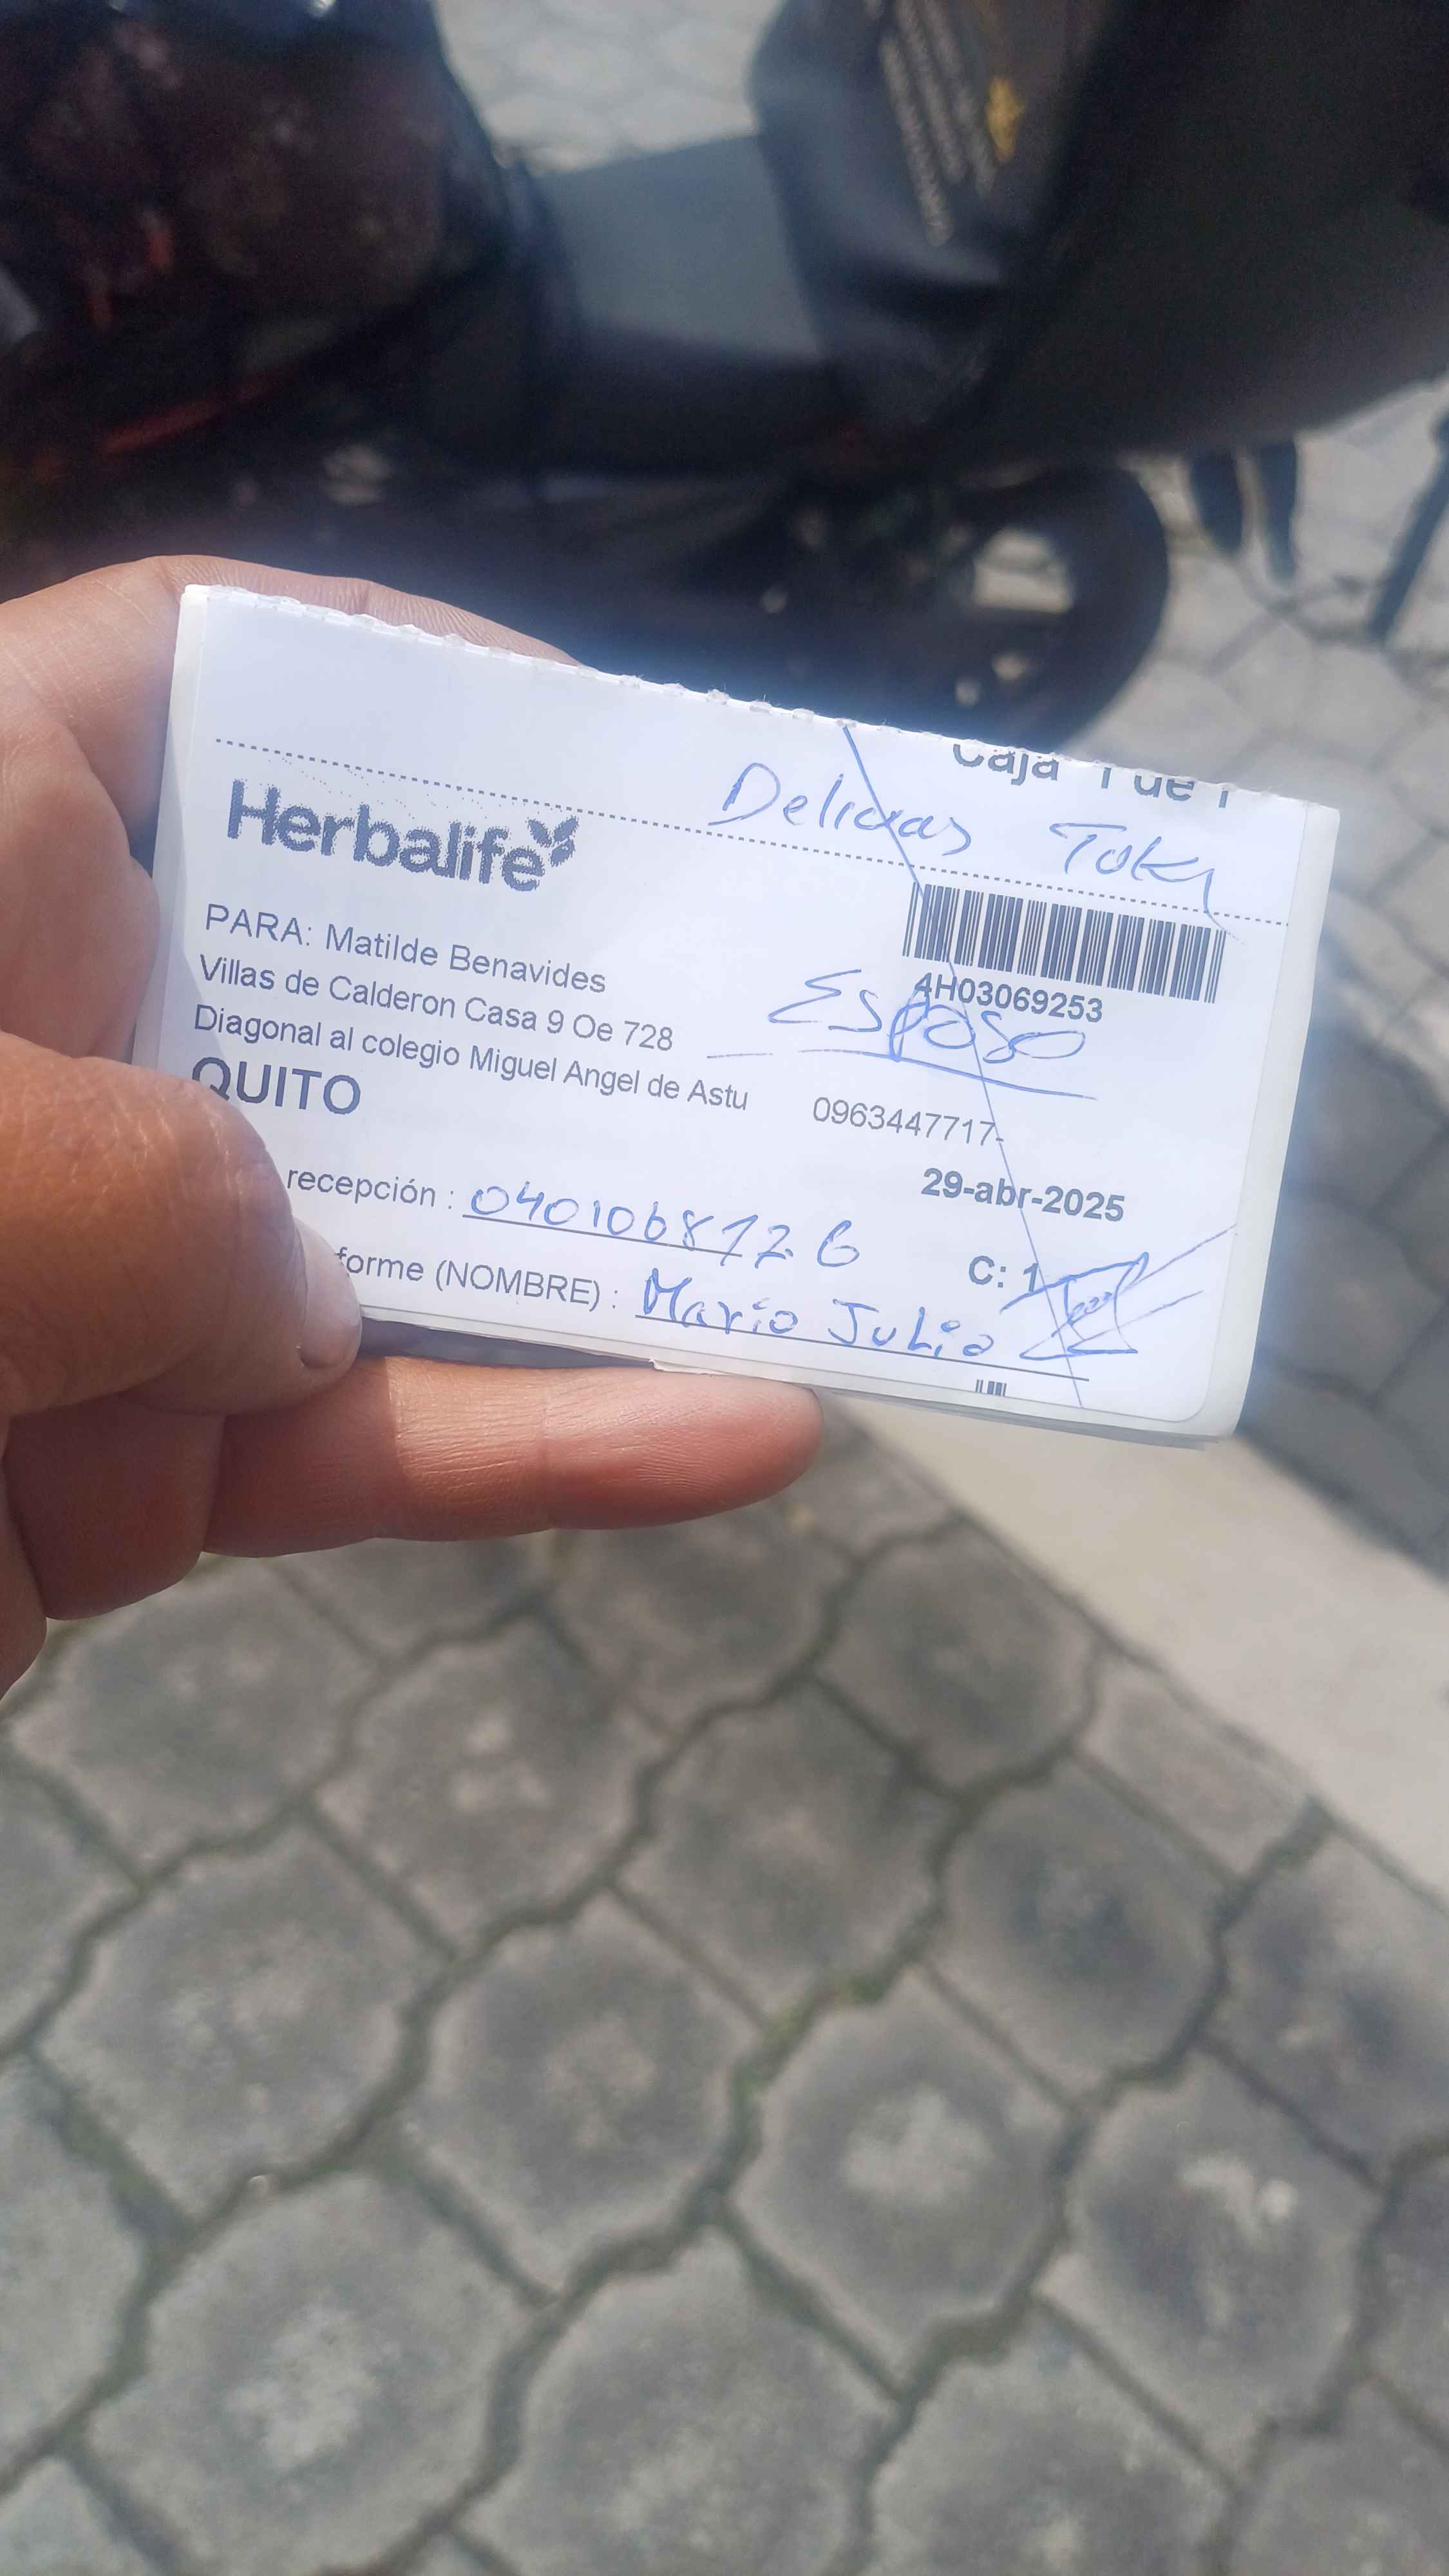 Caja 1 de 1
Delicias Toky
Herbalife
4H03069253
PARA: Matilde Benavides
Esposo
Villas de Calderon Casa 9 Oe 728
Diagonal al colegio Miguel Angel de Astu
0963447717-
QUITO
29-abr-2025
recepción : 0401068726
C: 1
forme (NOMBRE) : Mario Julio